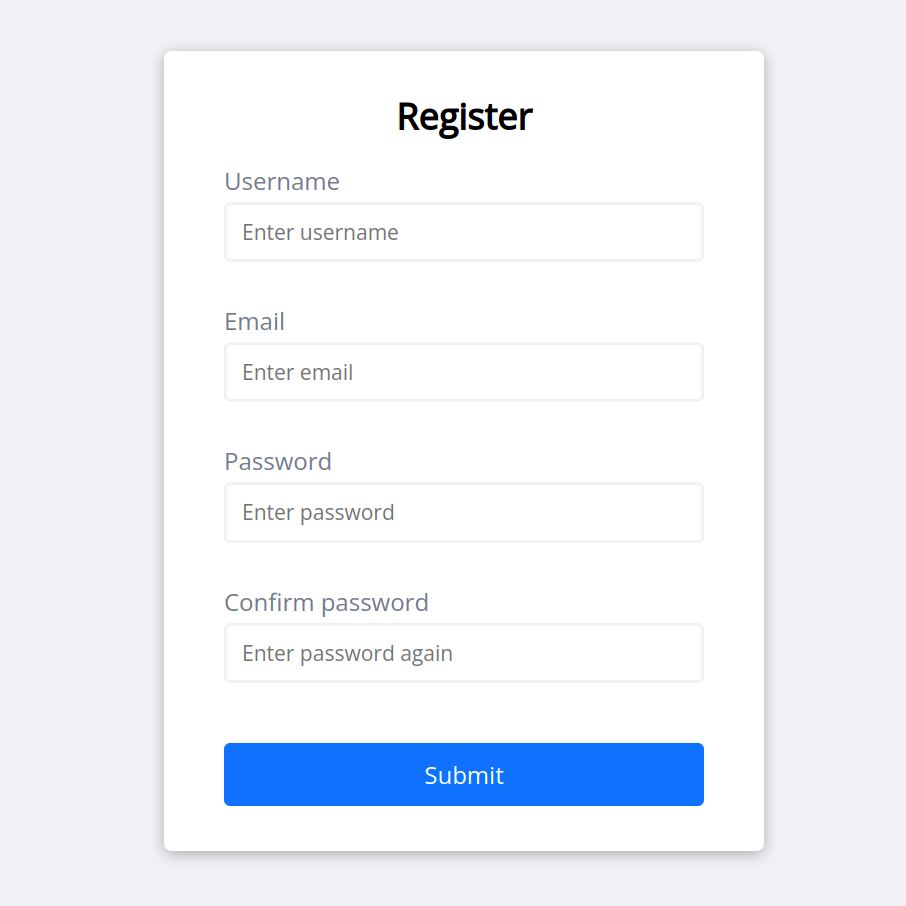 Register
Username
Enter username
Email
Enter email
Password
Enter password
Confirm password
Enter password again
Submit